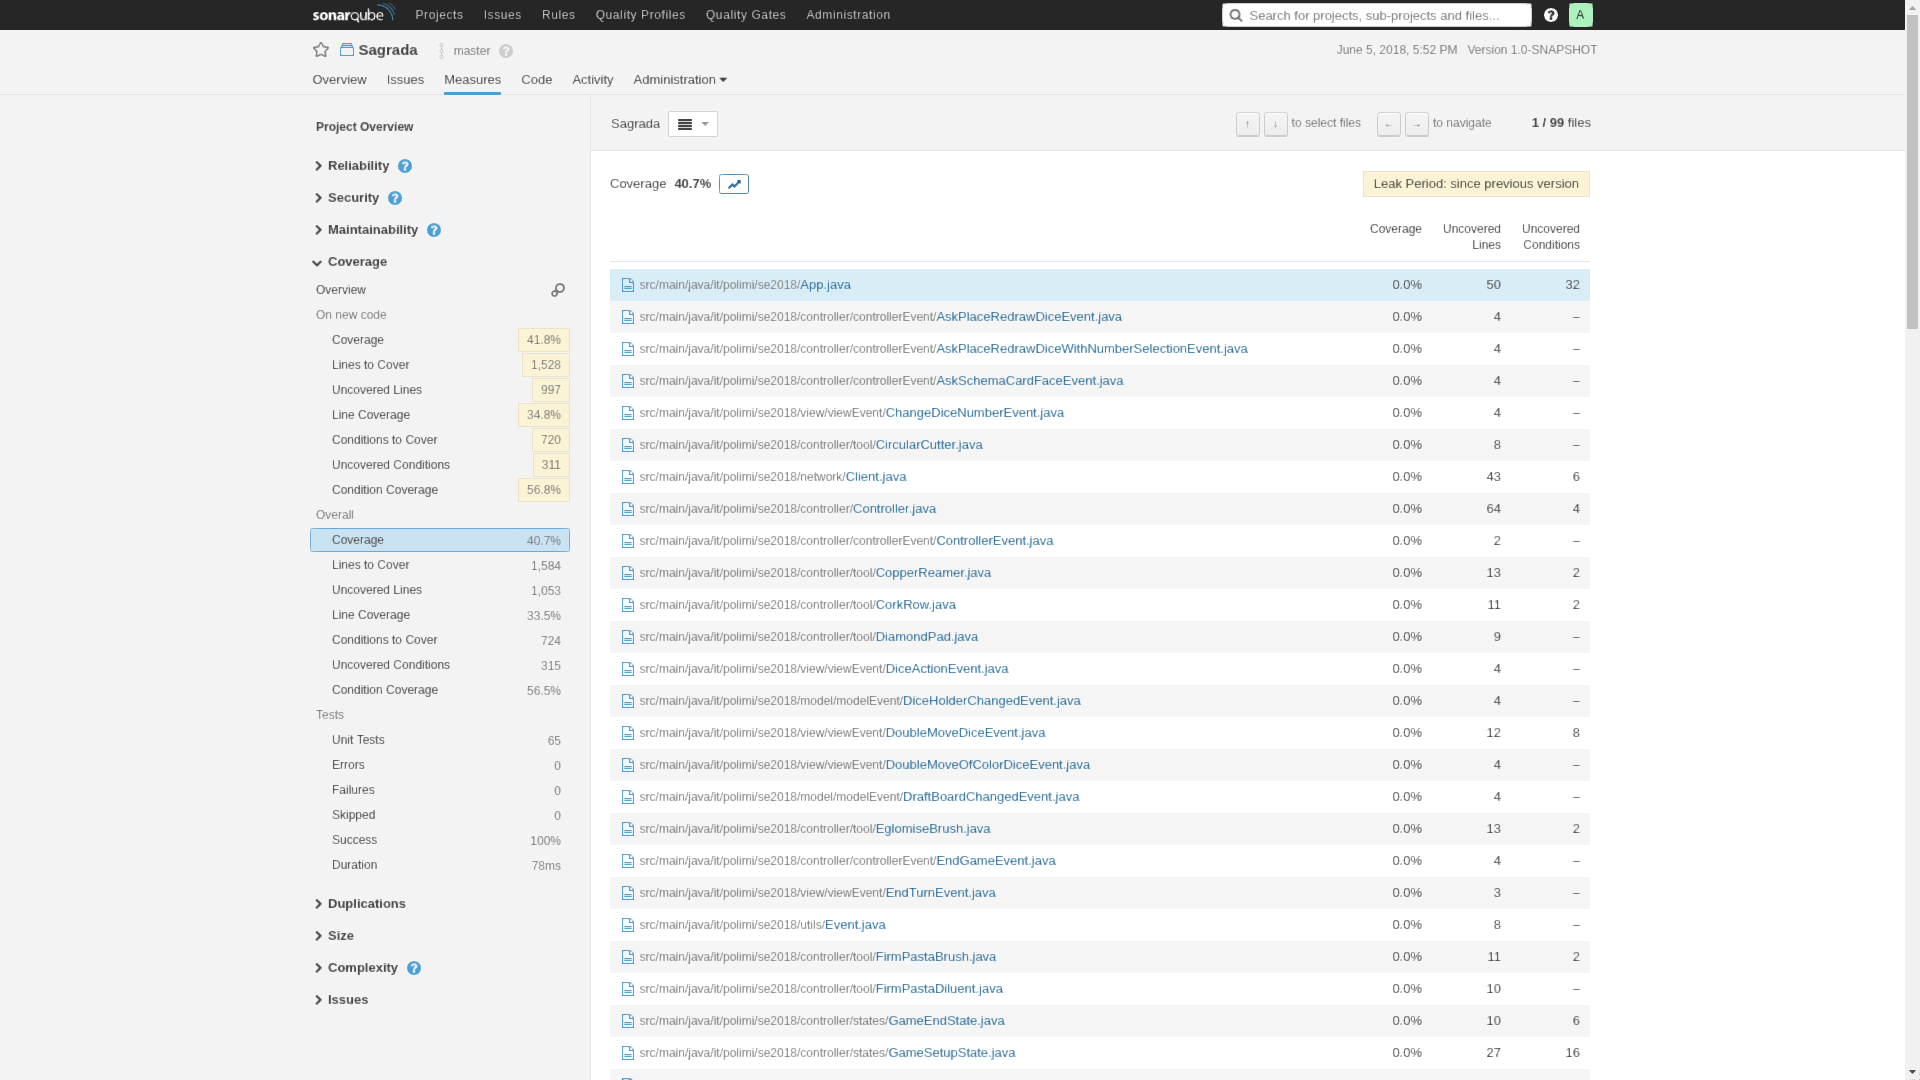 sonarqube Projects Issues Rules Quality Profiles Quality Gates Administration Search for projects, sub-projects and files... ? A
Sagrada master ? June 5, 2018, 5:52 PM Version 1.0-SNAPSHOT
Overview Issues Measures Code Activity Administration
Project Overview
Reliability ?
Security ?
Maintainability ?
Coverage
Overview
On new code
Coverage 41.8%
Lines to Cover 1,528
Uncovered Lines 997
Line Coverage 34.8%
Conditions to Cover 720
Uncovered Conditions 311
Condition Coverage 56.8%
Overall
Coverage 40.7%
Lines to Cover 1,584
Uncovered Lines 1,053
Line Coverage 33.5%
Conditions to Cover 724
Uncovered Conditions 315
Condition Coverage 56.5%
Tests
Unit Tests 65
Errors 0
Failures 0
Skipped 0
Success 100%
Duration 78ms
Duplications
Size
Complexity ?
Issues
Sagrada ↑ ↓ to select files ← → to navigate 1 / 99 files
Coverage 40.7% Leak Period: since previous version
Coverage Uncovered Lines Uncovered Conditions
src/main/java/it/polimi/se2018/App.java 0.0% 50 32
src/main/java/it/polimi/se2018/controller/controllerEvent/AskPlaceRedrawDiceEvent.java 0.0% 4 –
src/main/java/it/polimi/se2018/controller/controllerEvent/AskPlaceRedrawDiceWithNumberSelectionEvent.java 0.0% 4 –
src/main/java/it/polimi/se2018/controller/controllerEvent/AskSchemaCardFaceEvent.java 0.0% 4 –
src/main/java/it/polimi/se2018/view/viewEvent/ChangeDiceNumberEvent.java 0.0% 4 –
src/main/java/it/polimi/se2018/controller/tool/CircularCutter.java 0.0% 8 –
src/main/java/it/polimi/se2018/network/Client.java 0.0% 43 6
src/main/java/it/polimi/se2018/controller/Controller.java 0.0% 64 4
src/main/java/it/polimi/se2018/controller/controllerEvent/ControllerEvent.java 0.0% 2 –
src/main/java/it/polimi/se2018/controller/tool/CopperReamer.java 0.0% 13 2
src/main/java/it/polimi/se2018/controller/tool/CorkRow.java 0.0% 11 2
src/main/java/it/polimi/se2018/controller/tool/DiamondPad.java 0.0% 9 –
src/main/java/it/polimi/se2018/view/viewEvent/DiceActionEvent.java 0.0% 4 –
src/main/java/it/polimi/se2018/model/modelEvent/DiceHolderChangedEvent.java 0.0% 4 –
src/main/java/it/polimi/se2018/view/viewEvent/DoubleMoveDiceEvent.java 0.0% 12 8
src/main/java/it/polimi/se2018/view/viewEvent/DoubleMoveOfColorDiceEvent.java 0.0% 4 –
src/main/java/it/polimi/se2018/model/modelEvent/DraftBoardChangedEvent.java 0.0% 4 –
src/main/java/it/polimi/se2018/controller/tool/EglomiseBrush.java 0.0% 13 2
src/main/java/it/polimi/se2018/controller/controllerEvent/EndGameEvent.java 0.0% 4 –
src/main/java/it/polimi/se2018/view/viewEvent/EndTurnEvent.java 0.0% 3 –
src/main/java/it/polimi/se2018/utils/Event.java 0.0% 8 –
src/main/java/it/polimi/se2018/controller/tool/FirmPastaBrush.java 0.0% 11 2
src/main/java/it/polimi/se2018/controller/tool/FirmPastaDiluent.java 0.0% 10 –
src/main/java/it/polimi/se2018/controller/states/GameEndState.java 0.0% 10 6
src/main/java/it/polimi/se2018/controller/states/GameSetupState.java 0.0% 27 16